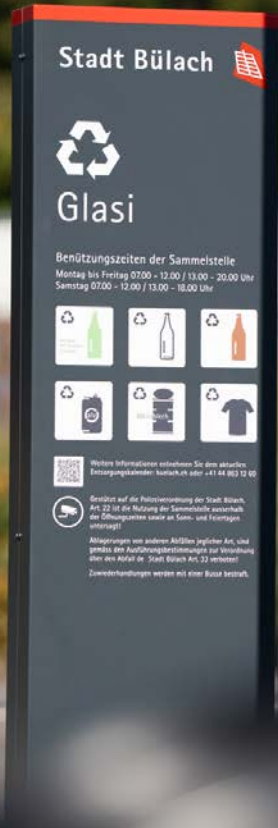 Stadt Bülach
Glasi
Benützungszeiten der Sammelstelle
Montag bis Freitag 07.00 - 12.00 / 13.00 - 20.00 Uhr
Samstag 07.00 - 12.00 / 13.00 - 18.00 Uhr
Weitere Informationen entnehmen Sie dem aktuellen
Entsorgungskalender: buelach.ch oder +41 44 863 12 60
Gestützt auf die Polizeiverordnung der Stadt Bülach,
Art. 22 ist die Nutzung der Sammelstelle ausserhalb
der Öffnungszeiten sowie an Sonn- und Feiertagen
untersagt!
Ablagerungen von anderen Abfällen jeglicher Art, sind
gemäss den Ausführungsbestimmungen zur Verordnung
über den Abfall de Stadt Bülach Art. 33 verboten!
Zuwiederhandlungen werden mit einer Busse bestraft.